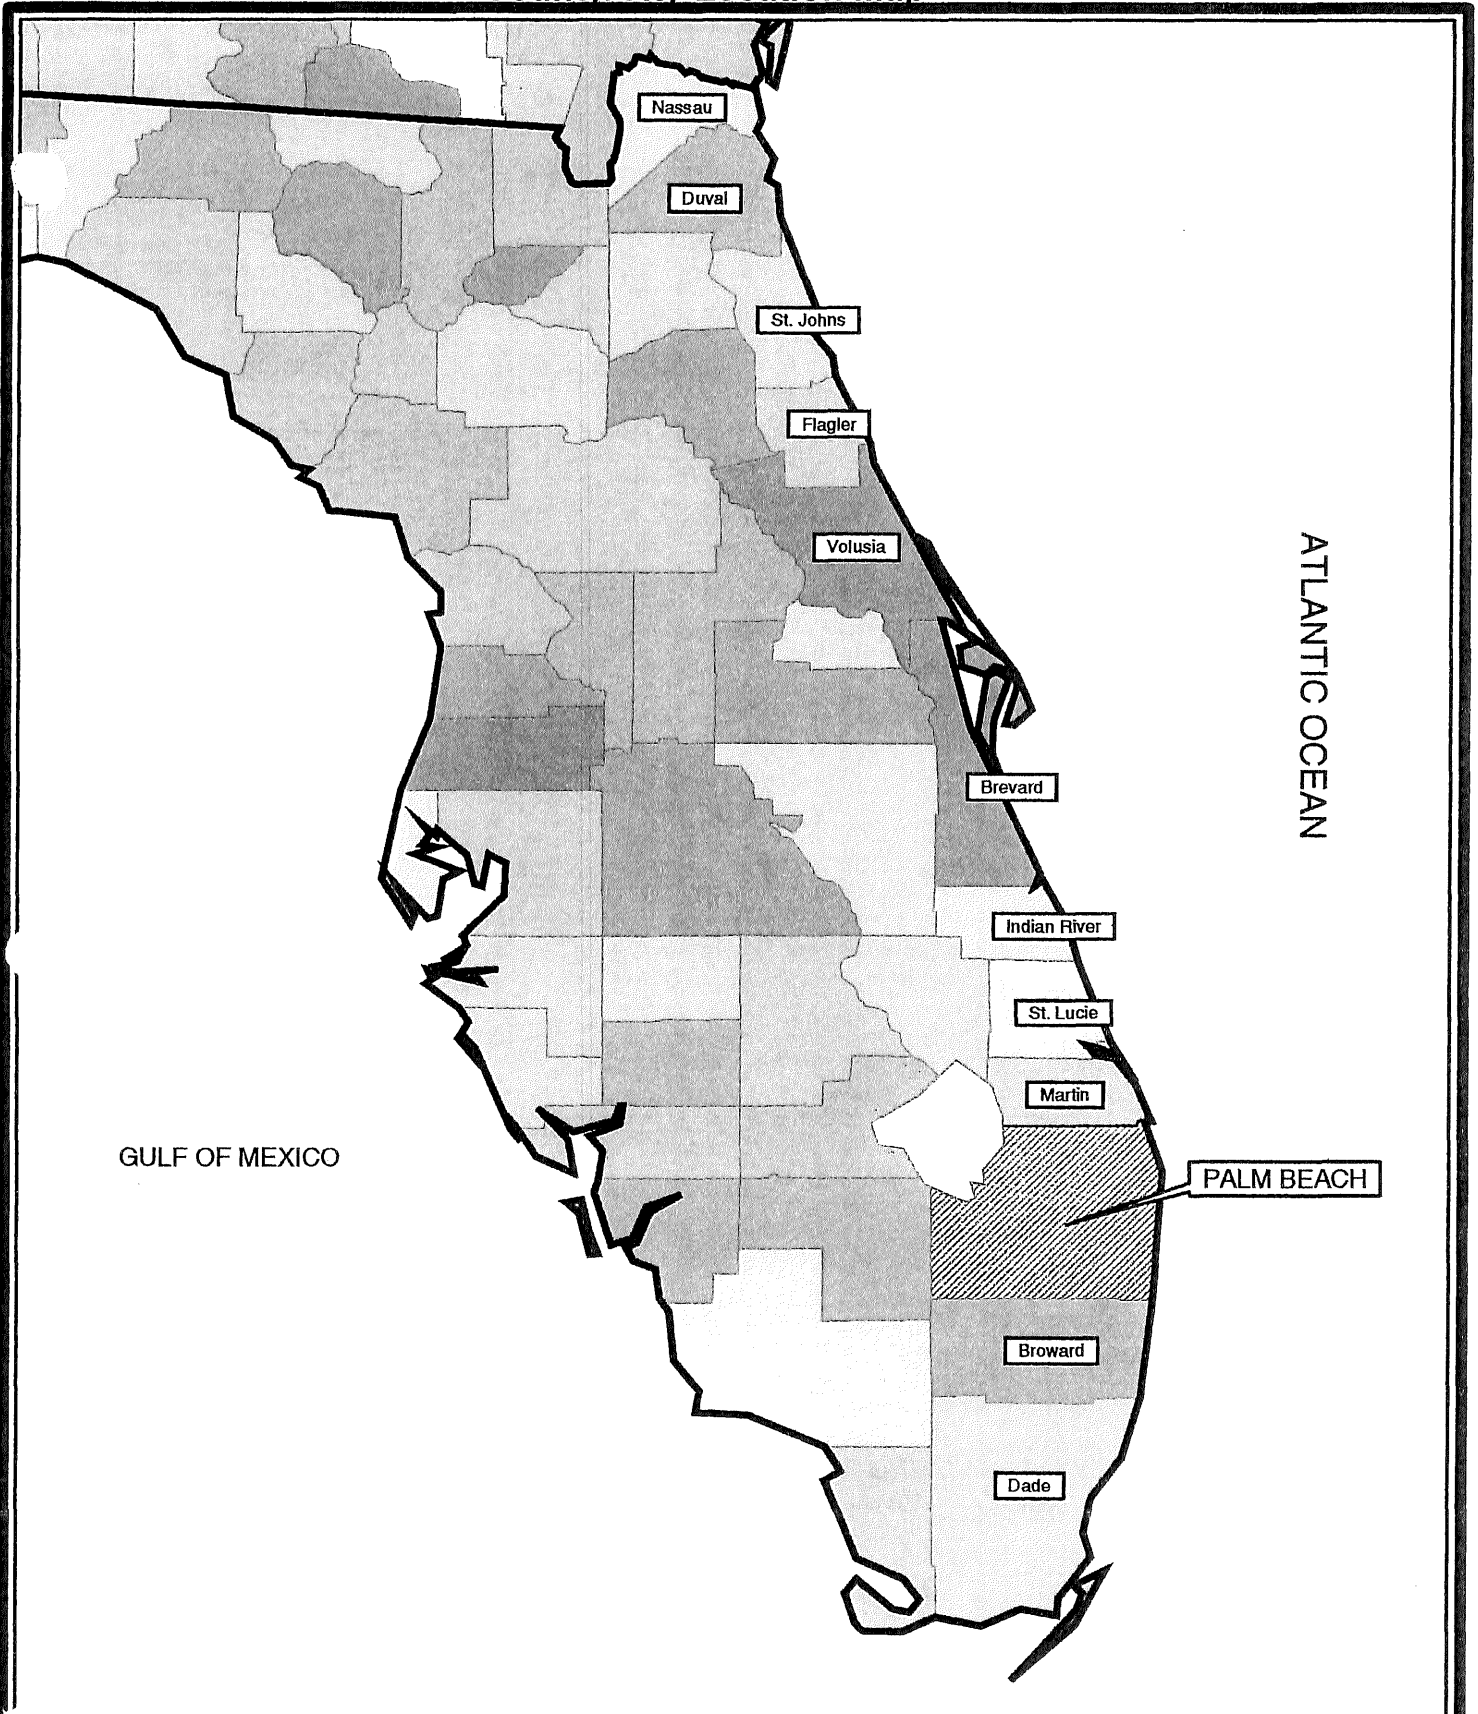 Nassau
Duval
St. Johns
Flagler
Volusia
ATLANTIC OCEAN
Brevard
Indian River
St. Lucie
Martin
GULF OF MEXICO
PALM BEACH
Broward
Dade